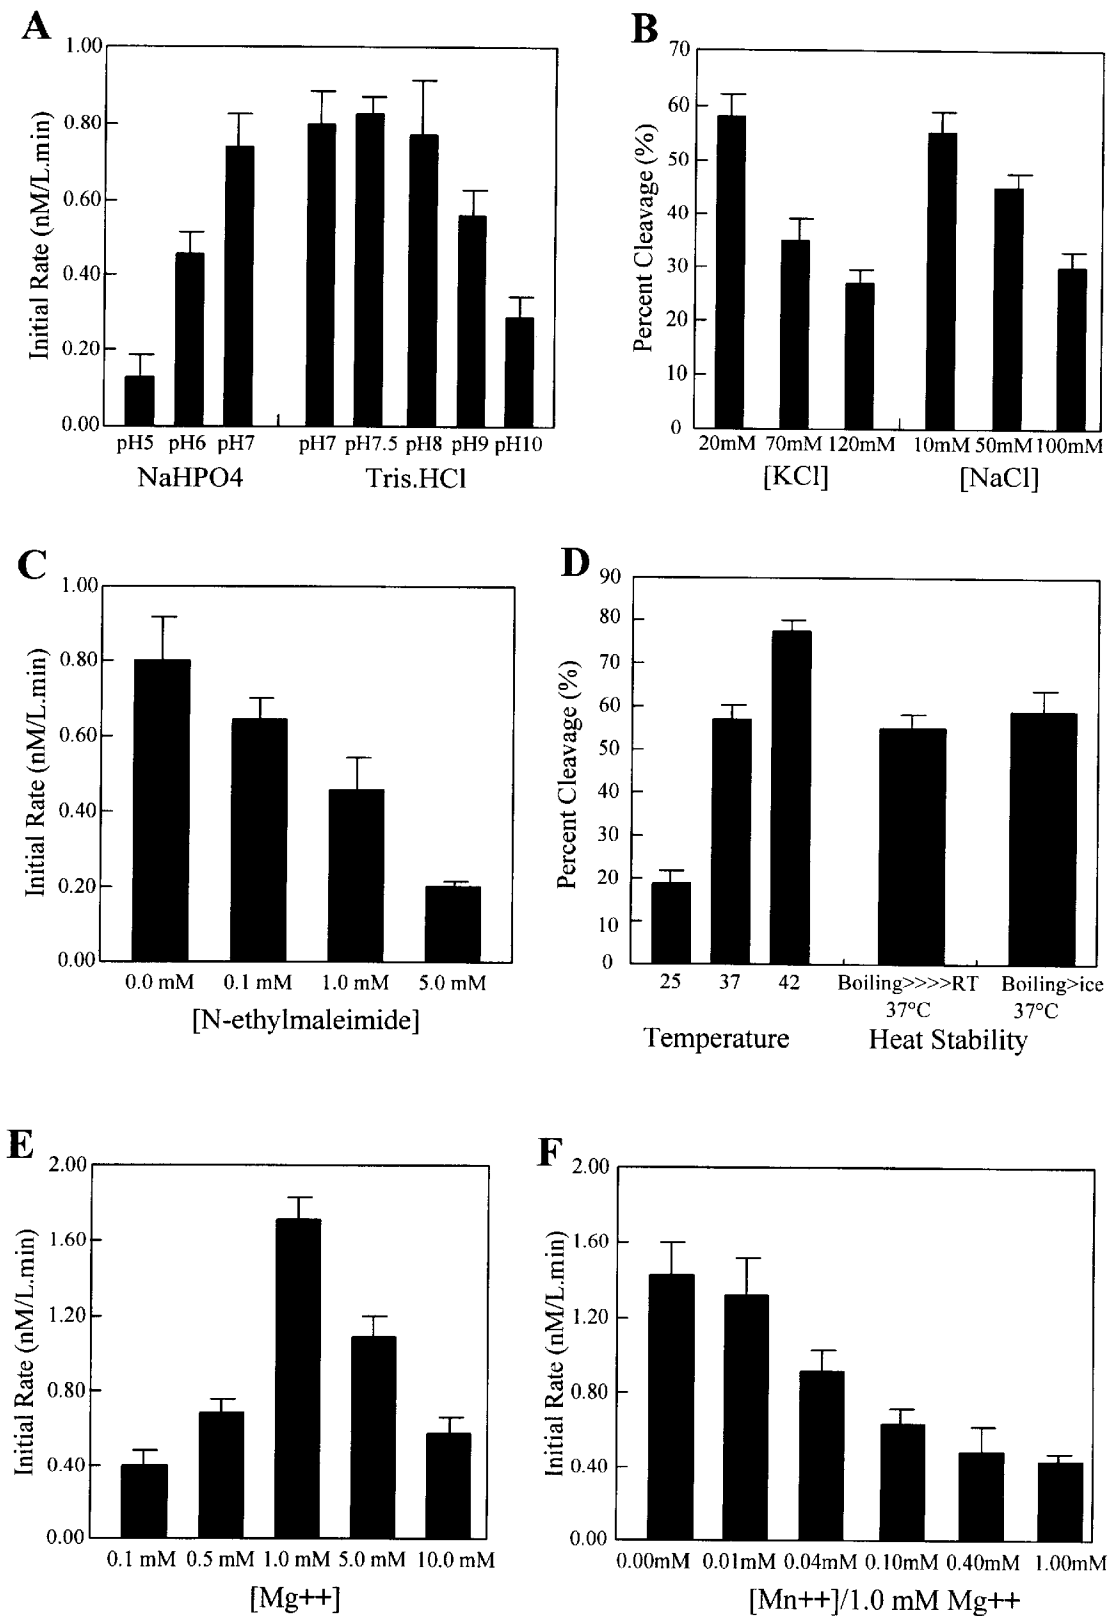 A
1.00
0.80
0.60
0.40
0.20
0.00
Initial Rate (nM/L.min)
pH5 pH6 pH7 pH7 pH7.5 pH8 pH9 pH10
NaHPO4 Tris.HCl
B
70
60
50
40
30
20
10
0
Percent Cleavage (%)
20mM 70mM 120mM 10mM 50mM 100mM
[KCl] [NaCl]
C
1.00
0.80
0.60
0.40
0.20
0.00
Initial Rate (nM/L.min)
0.0 mM 0.1 mM 1.0 mM 5.0 mM
[N-ethylmaleimide]
D
90
80
70
60
50
40
30
20
10
0
Percent Cleavage (%)
25 37 42 Boiling>>>>RT Boiling>ice
37°C 37°C
Temperature Heat Stability
E
2.00
1.60
1.20
0.80
0.40
0.00
Initial Rate (nM/L.min)
0.1 mM 0.5 mM 1.0 mM 5.0 mM 10.0 mM
[Mg++]
F
2.00
1.60
1.20
0.80
0.40
0.00
Initial Rate (nM/L.min)
0.00mM 0.01mM 0.04mM 0.10mM 0.40mM 1.00mM
[Mn++]/1.0 mM Mg++